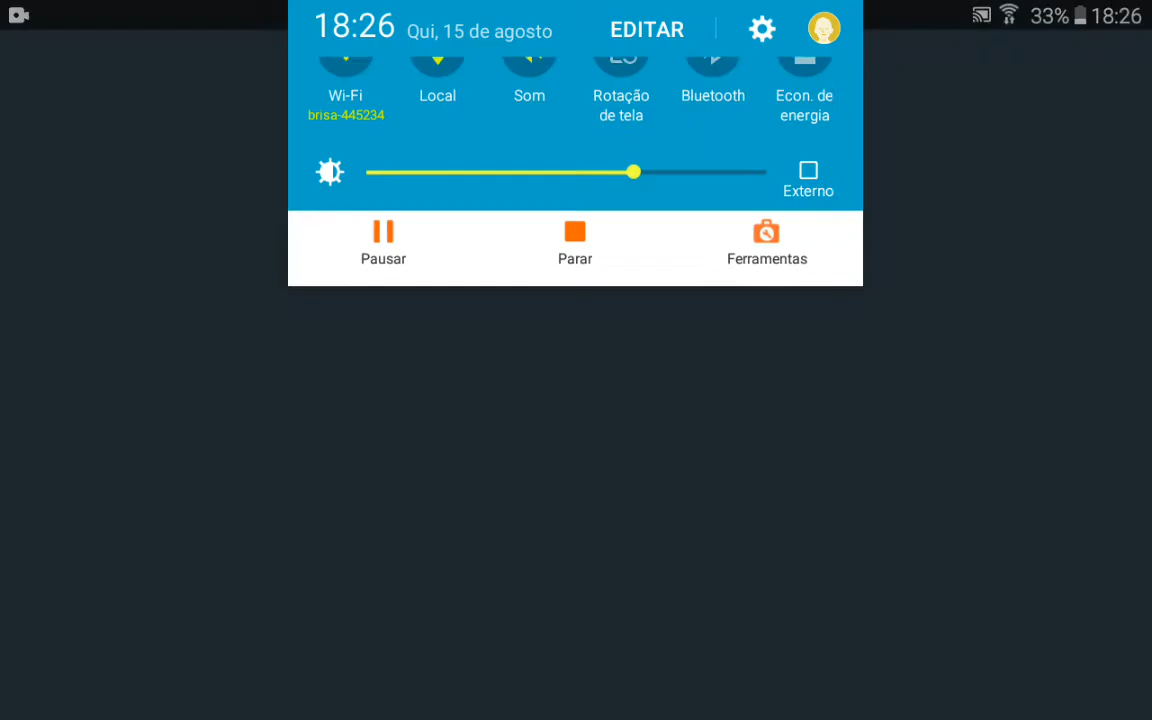 33% 18:26
18:26 Qui, 15 de agosto EDITAR
Wi-Fi Local Som Rotação Bluetooth Econ. de
brisa-445234 de tela energia
Externo
Pausar Parar Ferramentas